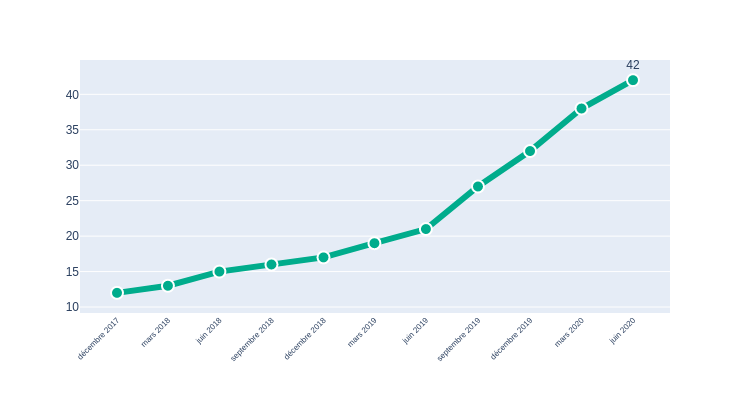 42
40
35
30
25
20
15
10
décembre 2017
mars 2018
juin 2018
septembre 2018
décembre 2018
mars 2019
juin 2019
septembre 2019
décembre 2019
mars 2020
juin 2020